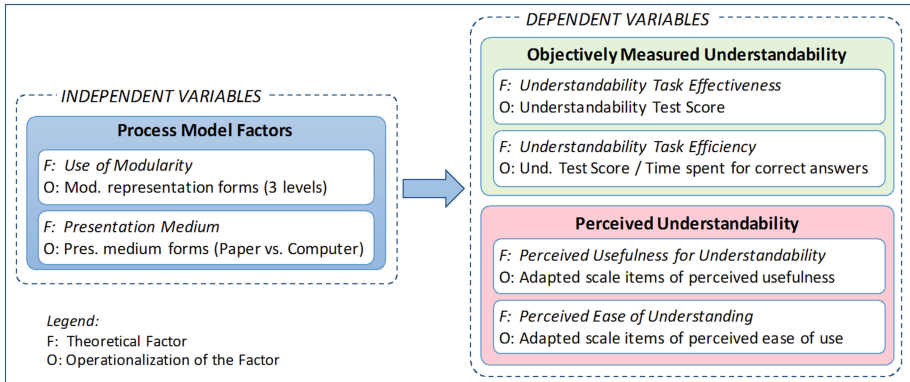 INDEPENDENT VARIABLES
Process Model Factors
F: Use of Modularity
O: Mod. representation forms (3 levels)
F: Presentation Medium
O: Pres. medium forms (Paper vs. Computer)
Legend:
F: Theoretical Factor
O: Operationalization of the Factor
DEPENDENT VARIABLES
Objectively Measured Understandability
F: Understandability Task Effectiveness
O: Understandability Test Score
F: Understandability Task Efficiency
O: Und. Test Score / Time spent for correct answers
Perceived Understandability
F: Perceived Usefulness for Understandability
O: Adapted scale items of perceived usefulness
F: Perceived Ease of Understanding
O: Adapted scale items of perceived ease of use